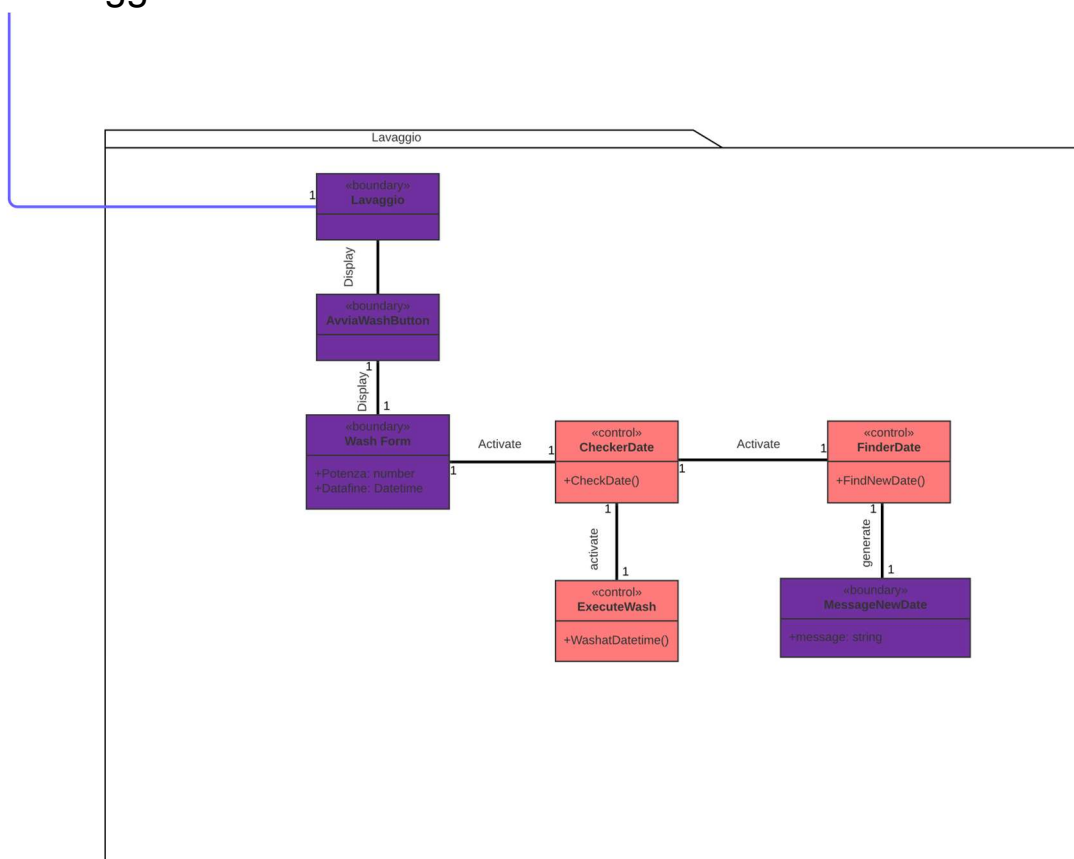 gg
Lavaggio
1
«boundary»
Lavaggio
Display
«boundary»
AvviaWashButton
1
Display
1
«boundary»
Wash Form
+Potenza: number
+Datafine: Datetime
1
Activate
1
«control»
CheckerDate
+CheckDate()
1
Activate
1
«control»
FinderDate
+FindNewDate()
1
activate
1
«control»
ExecuteWash
+WashatDatetime()
1
generate
1
«boundary»
MessageNewDate
+message: string